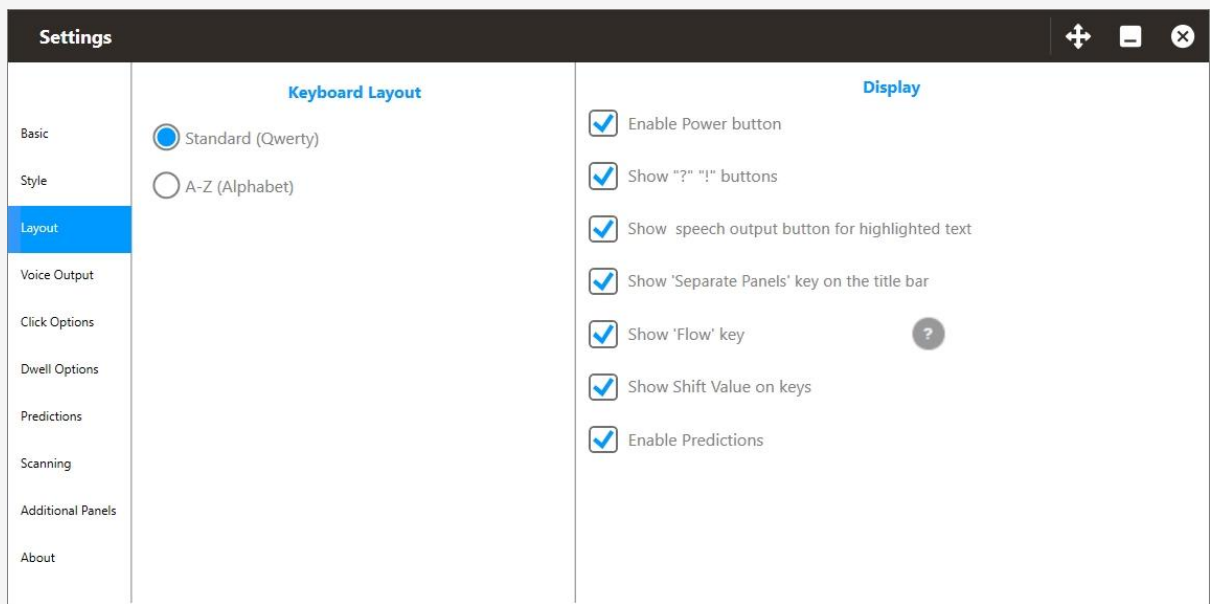 Settings
Basic
Style
Layout
Voice Output
Click Options
Dwell Options
Predictions
Scanning
Additional Panels
About
Keyboard Layout
Standard (Qwerty)
A-Z (Alphabet)
Display
Enable Power button
Show "?" "!" buttons
Show  speech output button for highlighted text
Show 'Separate Panels' key on the title bar
Show 'Flow' key
?
Show Shift Value on keys
Enable Predictions